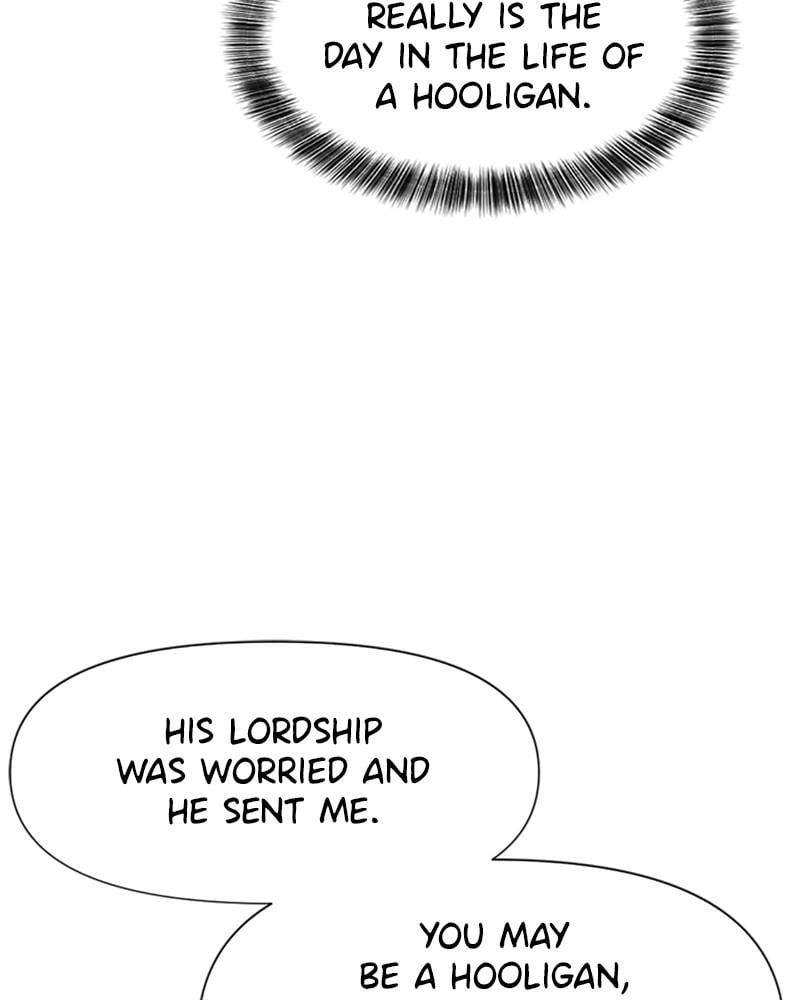 REALLY IS THE
DAY IN THE LIFE OF
A HOOLIGAN.
HIS LORDSHIP
WAS WORRIED AND
HE SENT ME.
YOU MAY
BE A HOOLIGAN,